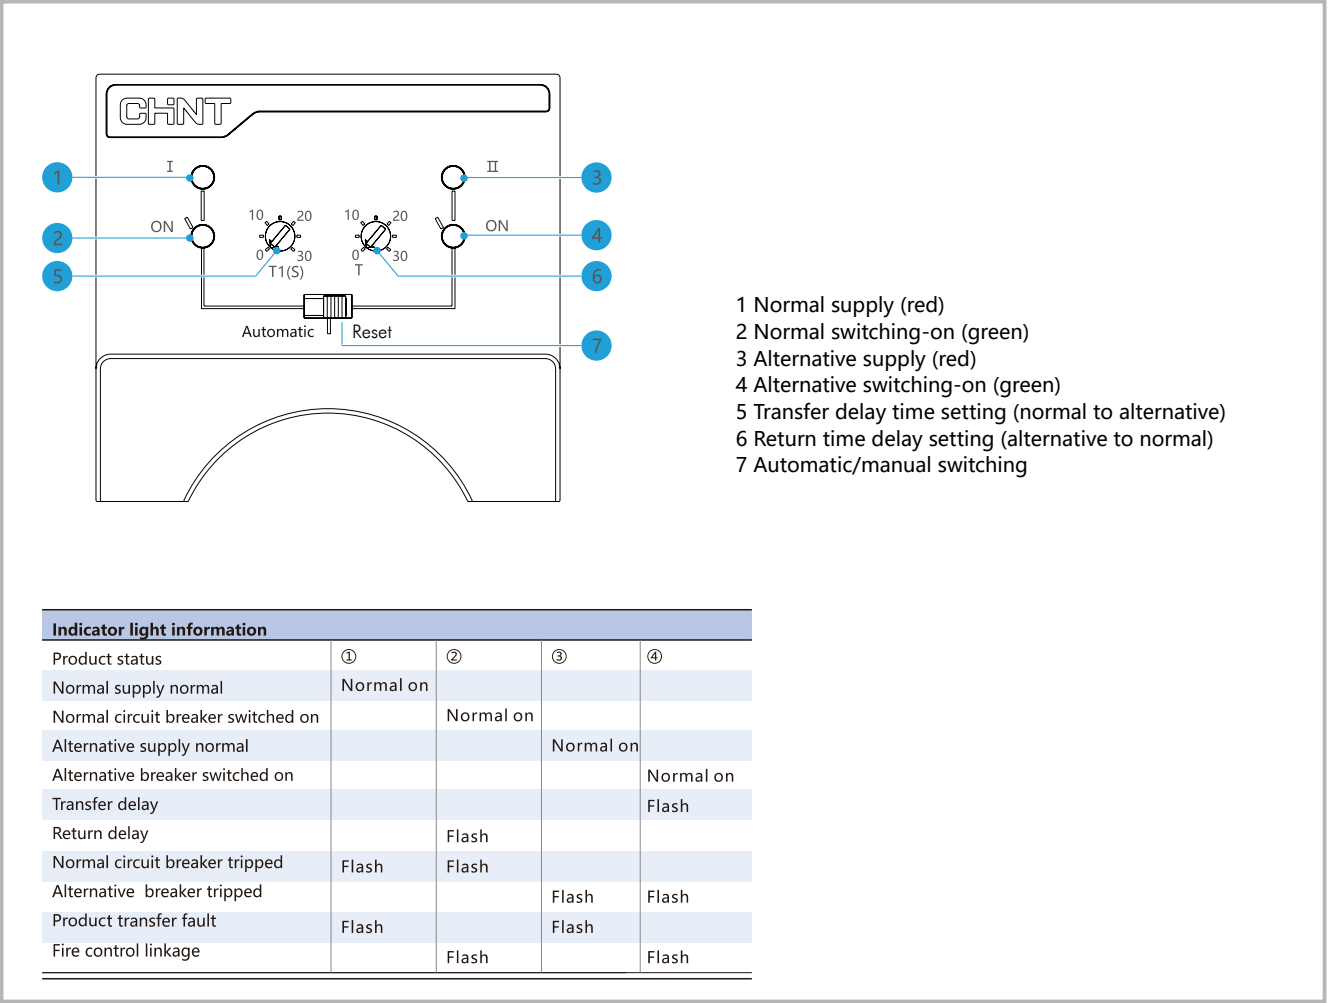 CHNT
I
II
1
3
ON
10
20
10
20
ON
2
4
0
30
0
30
5
T1(S)
T
6
Automatic
Reset
7
1 Normal supply (red)
2 Normal switching-on (green)
3 Alternative supply (red)
4 Alternative switching-on (green)
5 Transfer delay time setting (normal to alternative)
6 Return time delay setting (alternative to normal)
7 Automatic/manual switching
Indicator light information
Product status ① ② ③ ④
Normal supply normal Normal on
Normal circuit breaker switched on Normal on
Alternative supply normal Normal on
Alternative breaker switched on Normal on
Transfer delay Flash
Return delay Flash
Normal circuit breaker tripped Flash Flash
Alternative breaker tripped Flash Flash
Product transfer fault Flash Flash
Fire control linkage Flash Flash